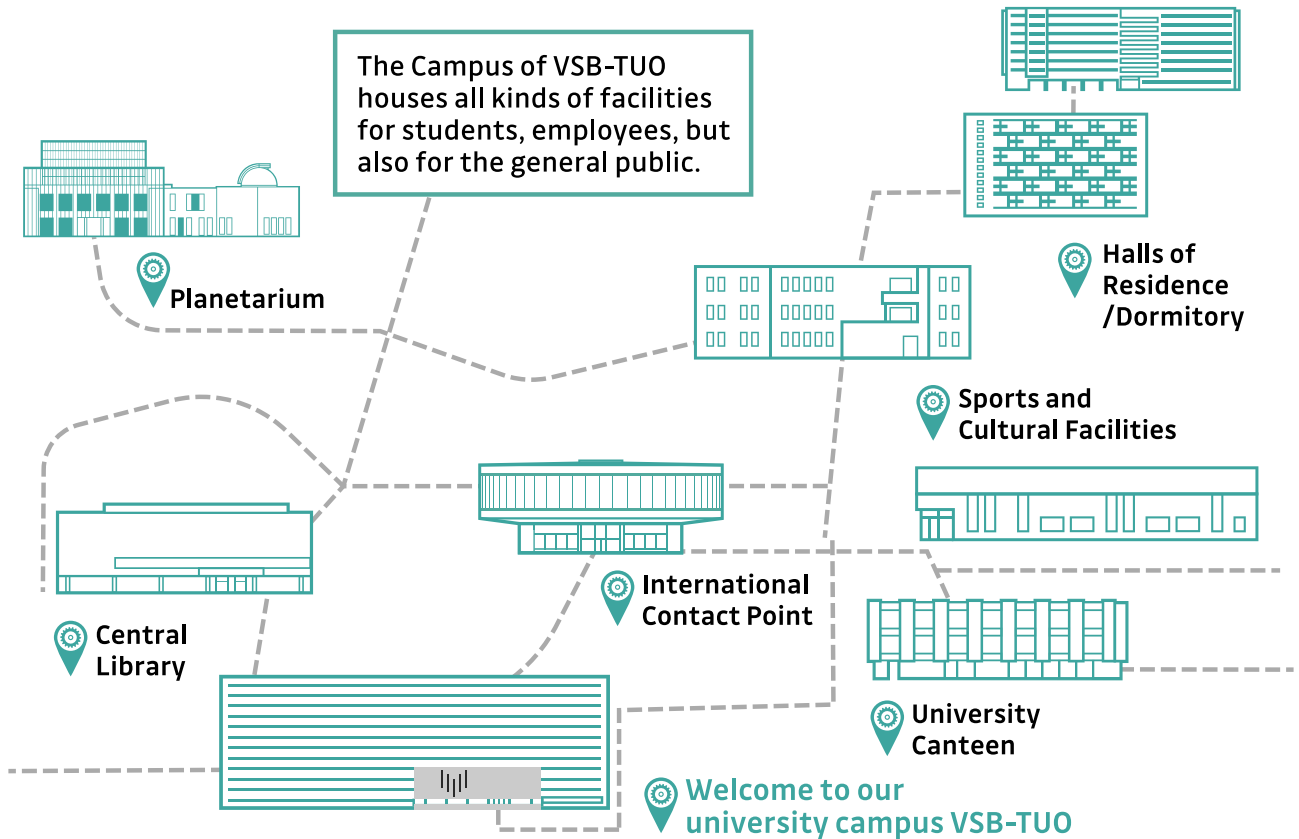 The Campus of VSB-TUO
houses all kinds of facilities
for students, employees, but
also for the general public.
Planetarium
Halls of
Residence
/Dormitory
Sports and
Cultural Facilities
International
Contact Point
Central
Library
University
Canteen
Welcome to our
university campus VSB-TUO